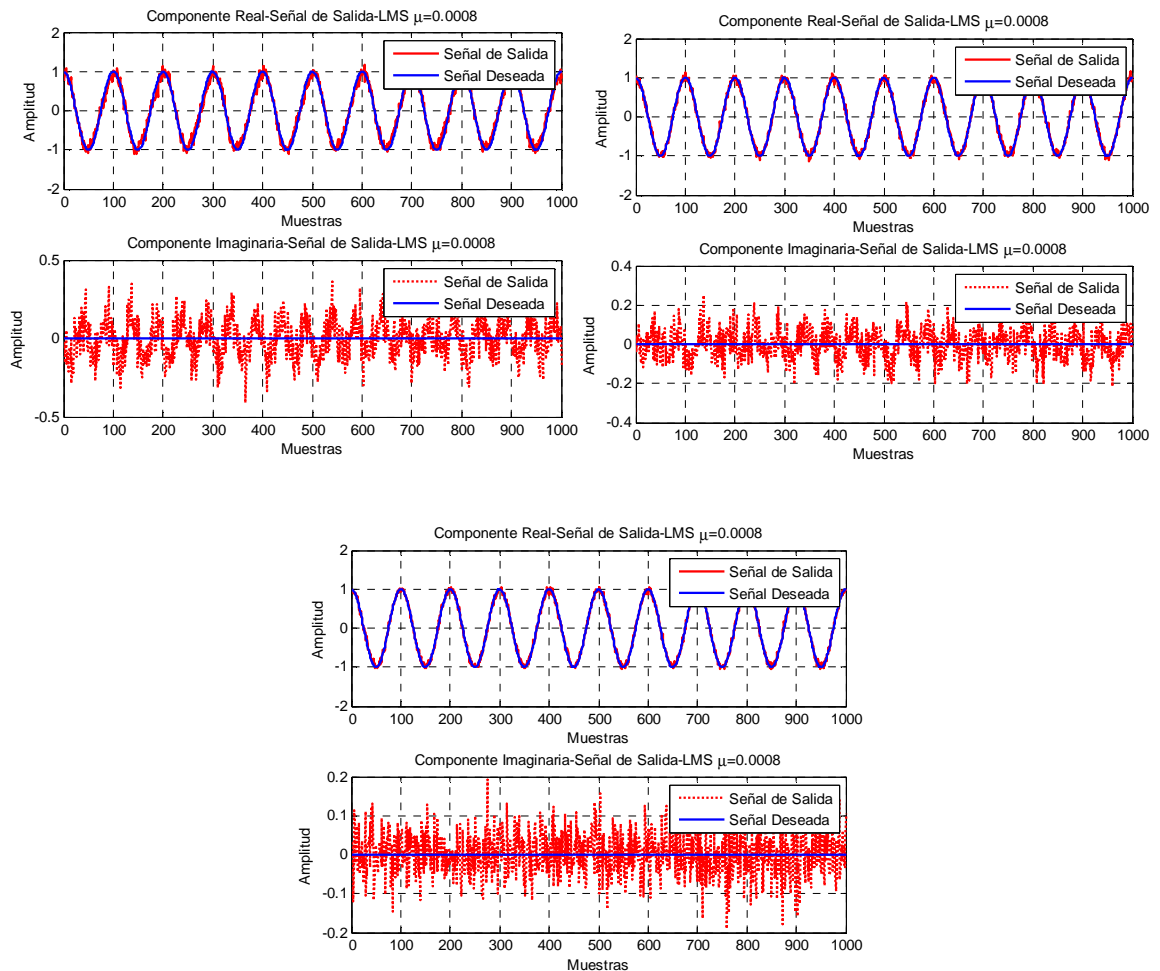 Componente Real-Señal de Salida-LMS μ=0.0008
2
1
0
-1
-2
Amplitud
Señal de Salida
Señal Deseada
0 100 200 300 400 500 600 700 800 900 1000
Muestras
Componente Imaginaria-Señal de Salida-LMS μ=0.0008
0.5
0
-0.5
Amplitud
Señal de Salida
Señal Deseada
0 100 200 300 400 500 600 700 800 900 1000
Muestras
Componente Real-Señal de Salida-LMS μ=0.0008
2
1
0
-1
-2
Amplitud
Señal de Salida
Señal Deseada
0 100 200 300 400 500 600 700 800 900 1000
Muestras
Componente Imaginaria-Señal de Salida-LMS μ=0.0008
0.4
0.2
0
-0.2
-0.4
Amplitud
Señal de Salida
Señal Deseada
0 100 200 300 400 500 600 700 800 900 1000
Muestras
Componente Real-Señal de Salida-LMS μ=0.0008
2
1
0
-1
-2
Amplitud
Señal de Salida
Señal Deseada
0 100 200 300 400 500 600 700 800 900 1000
Muestras
Componente Imaginaria-Señal de Salida-LMS μ=0.0008
0.2
0.1
0
-0.1
-0.2
Amplitud
Señal de Salida
Señal Deseada
0 100 200 300 400 500 600 700 800 900 1000
Muestras